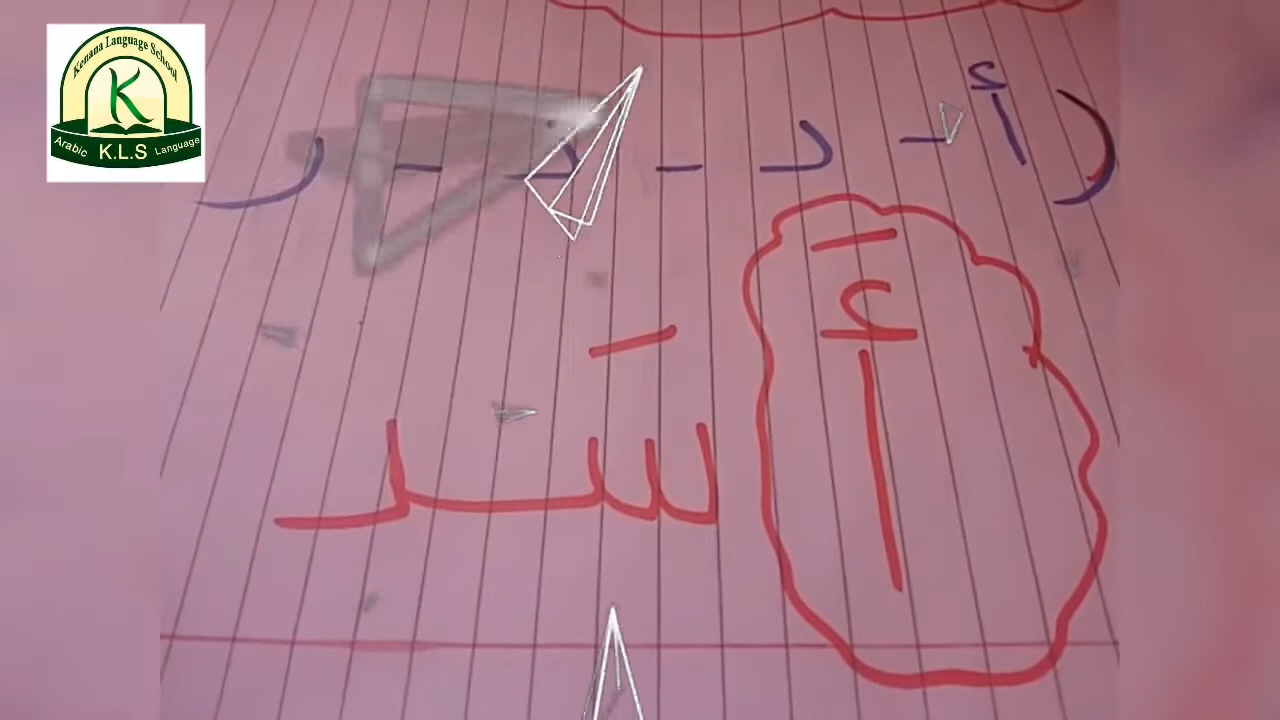 Kenana Language School
K
Arabic K.L.S Language
(أ - د - ذ - ر
أَسَد